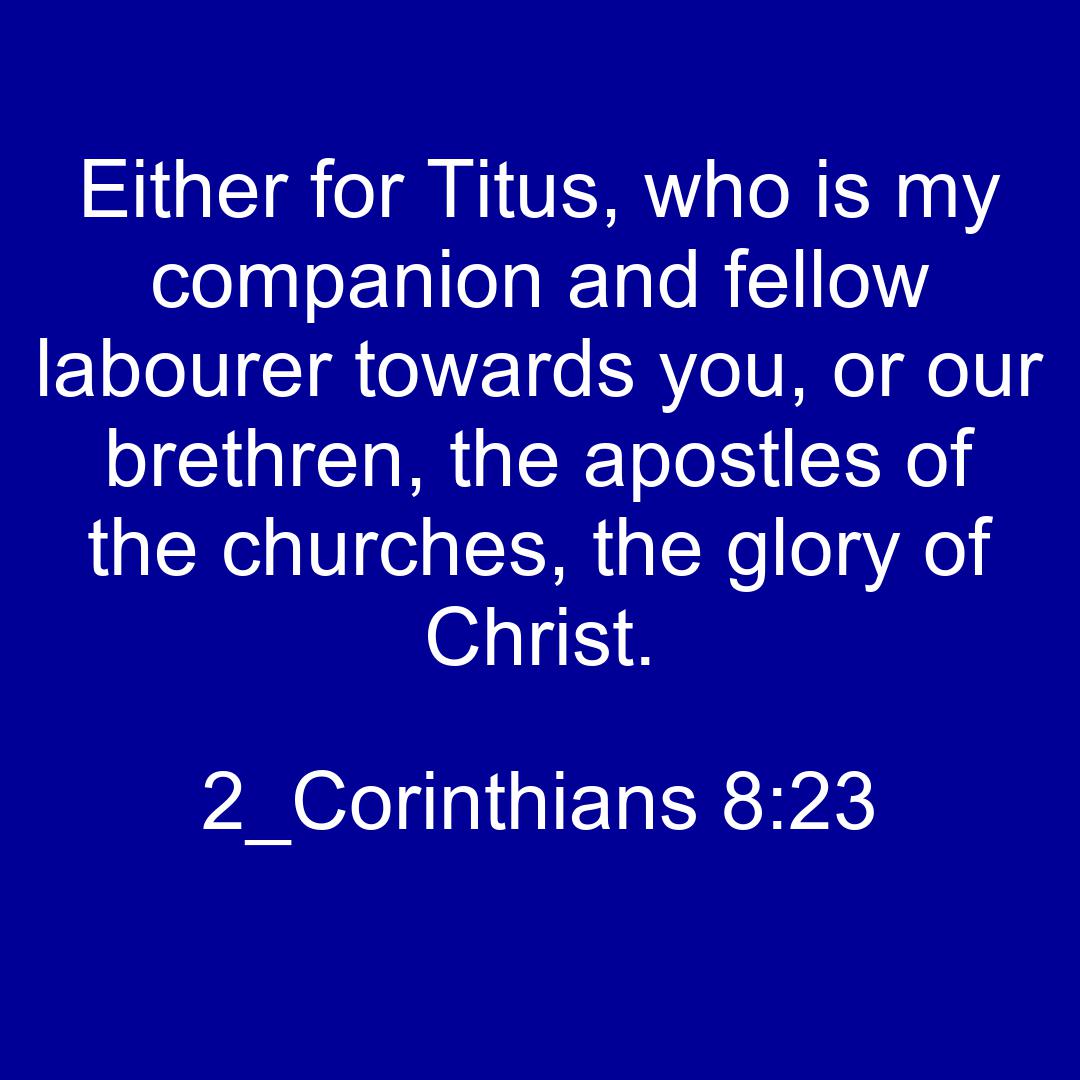 Either for Titus, who is my
companion and fellow
labourer towards you, or our
brethren, the apostles of
the churches, the glory of
Christ.
2_Corinthians 8:23